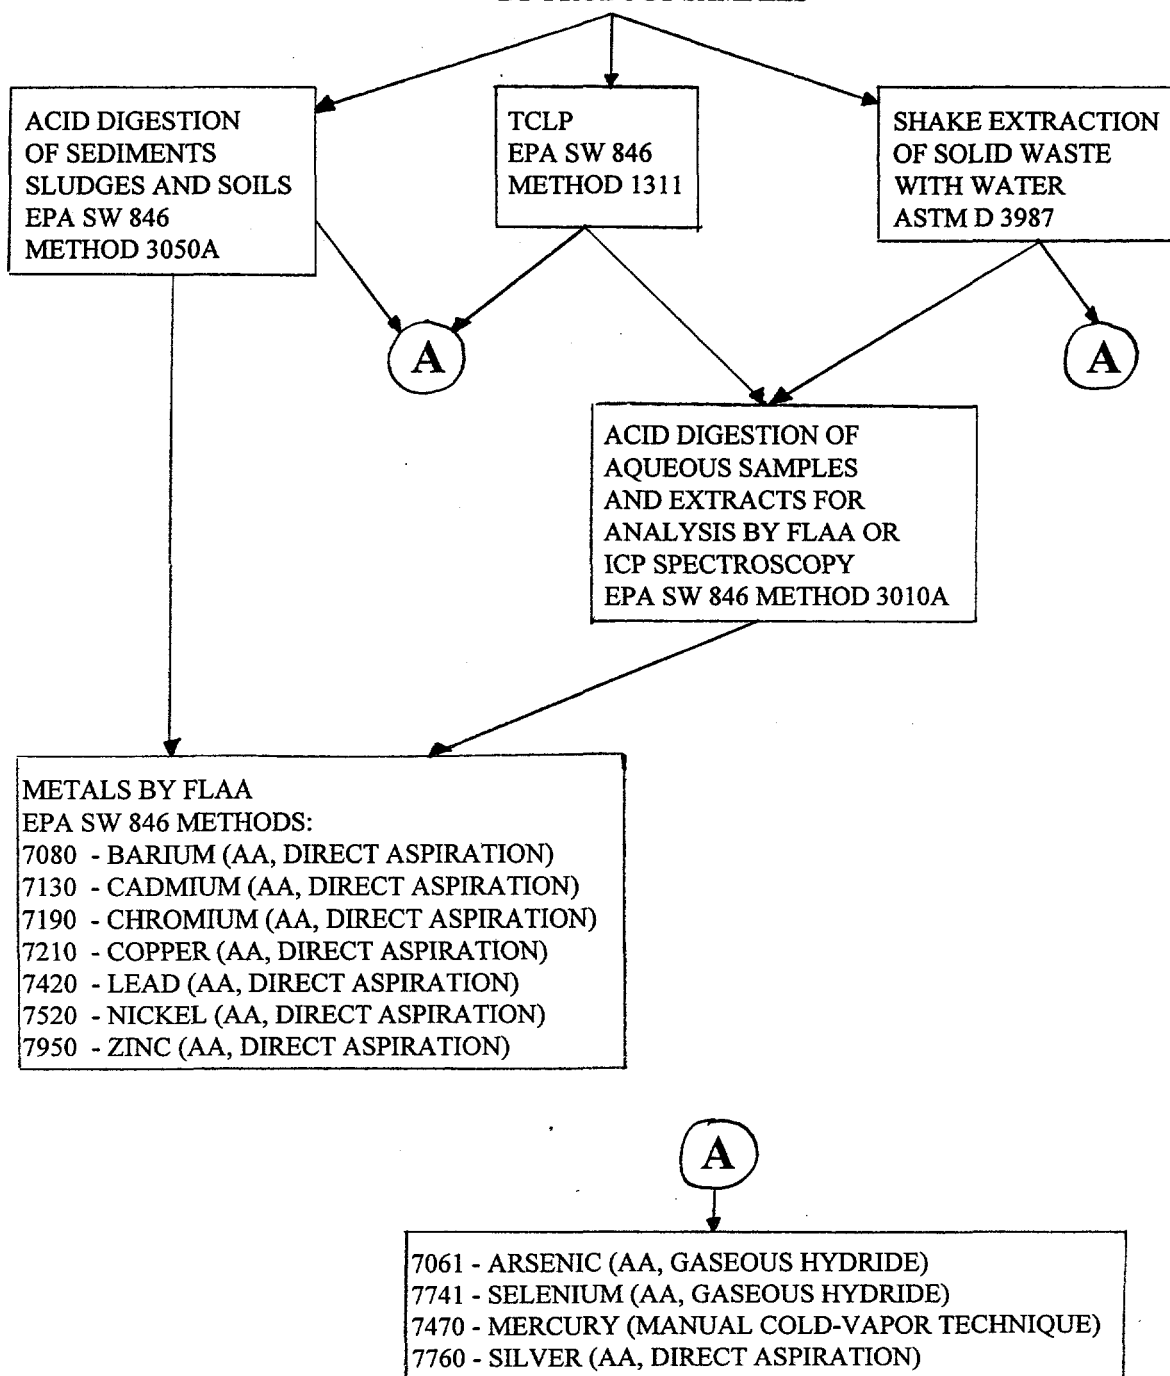 ACID DIGESTION
OF SEDIMENTS
SLUDGES AND SOILS
EPA SW 846
METHOD 3050A
TCLP
EPA SW 846
METHOD 1311
SHAKE EXTRACTION
OF SOLID WASTE
WITH WATER
ASTM D 3987
A
A
ACID DIGESTION OF
AQUEOUS SAMPLES
AND EXTRACTS FOR
ANALYSIS BY FLAA OR
ICP SPECTROSCOPY
EPA SW 846 METHOD 3010A
METALS BY FLAA
EPA SW 846 METHODS:
7080 - BARIUM (AA, DIRECT ASPIRATION)
7130 - CADMIUM (AA, DIRECT ASPIRATION)
7190 - CHROMIUM (AA, DIRECT ASPIRATION)
7210 - COPPER (AA, DIRECT ASPIRATION)
7420 - LEAD (AA, DIRECT ASPIRATION)
7520 - NICKEL (AA, DIRECT ASPIRATION)
7950 - ZINC (AA, DIRECT ASPIRATION)
A
7061 - ARSENIC (AA, GASEOUS HYDRIDE)
7741 - SELENIUM (AA, GASEOUS HYDRIDE)
7470 - MERCURY (MANUAL COLD-VAPOR TECHNIQUE)
7760 - SILVER (AA, DIRECT ASPIRATION)